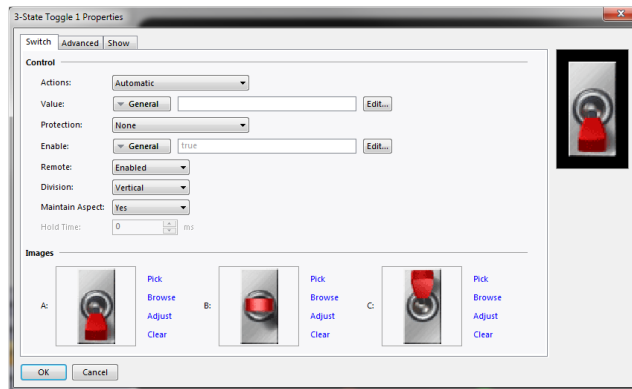 3-State Toggle 1 Properties
Switch Advanced Show
Control
Actions: Automatic
Value: General Edit...
Protection: None
Enable: General true Edit...
Remote: Enabled
Division: Vertical
Maintain Aspect: Yes
Hold Time: 0 ms
Images
A: Pick Browse Adjust Clear
B: Pick Browse Adjust Clear
C: Pick Browse Adjust Clear
OK Cancel